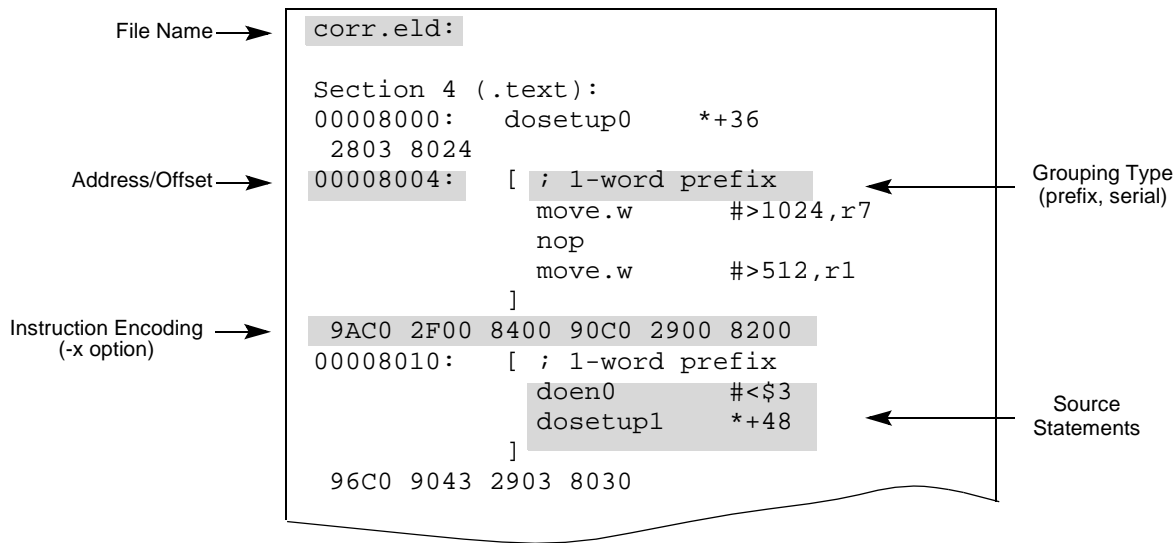 File Name
corr.eld:
Section 4 (.text):
00008000: dosetup0 *+36
2803 8024
Address/Offset
00008004: [ ; 1-word prefix
Grouping Type
(prefix, serial)
move.w #>1024,r7
nop
move.w #>512,r1
]
Instruction Encoding
(-x option)
9AC0 2F00 8400 90C0 2900 8200
00008010: [ ; 1-word prefix
doen0 #<$3
dosetup1 *+48
Source
Statements
]
96C0 9043 2903 8030